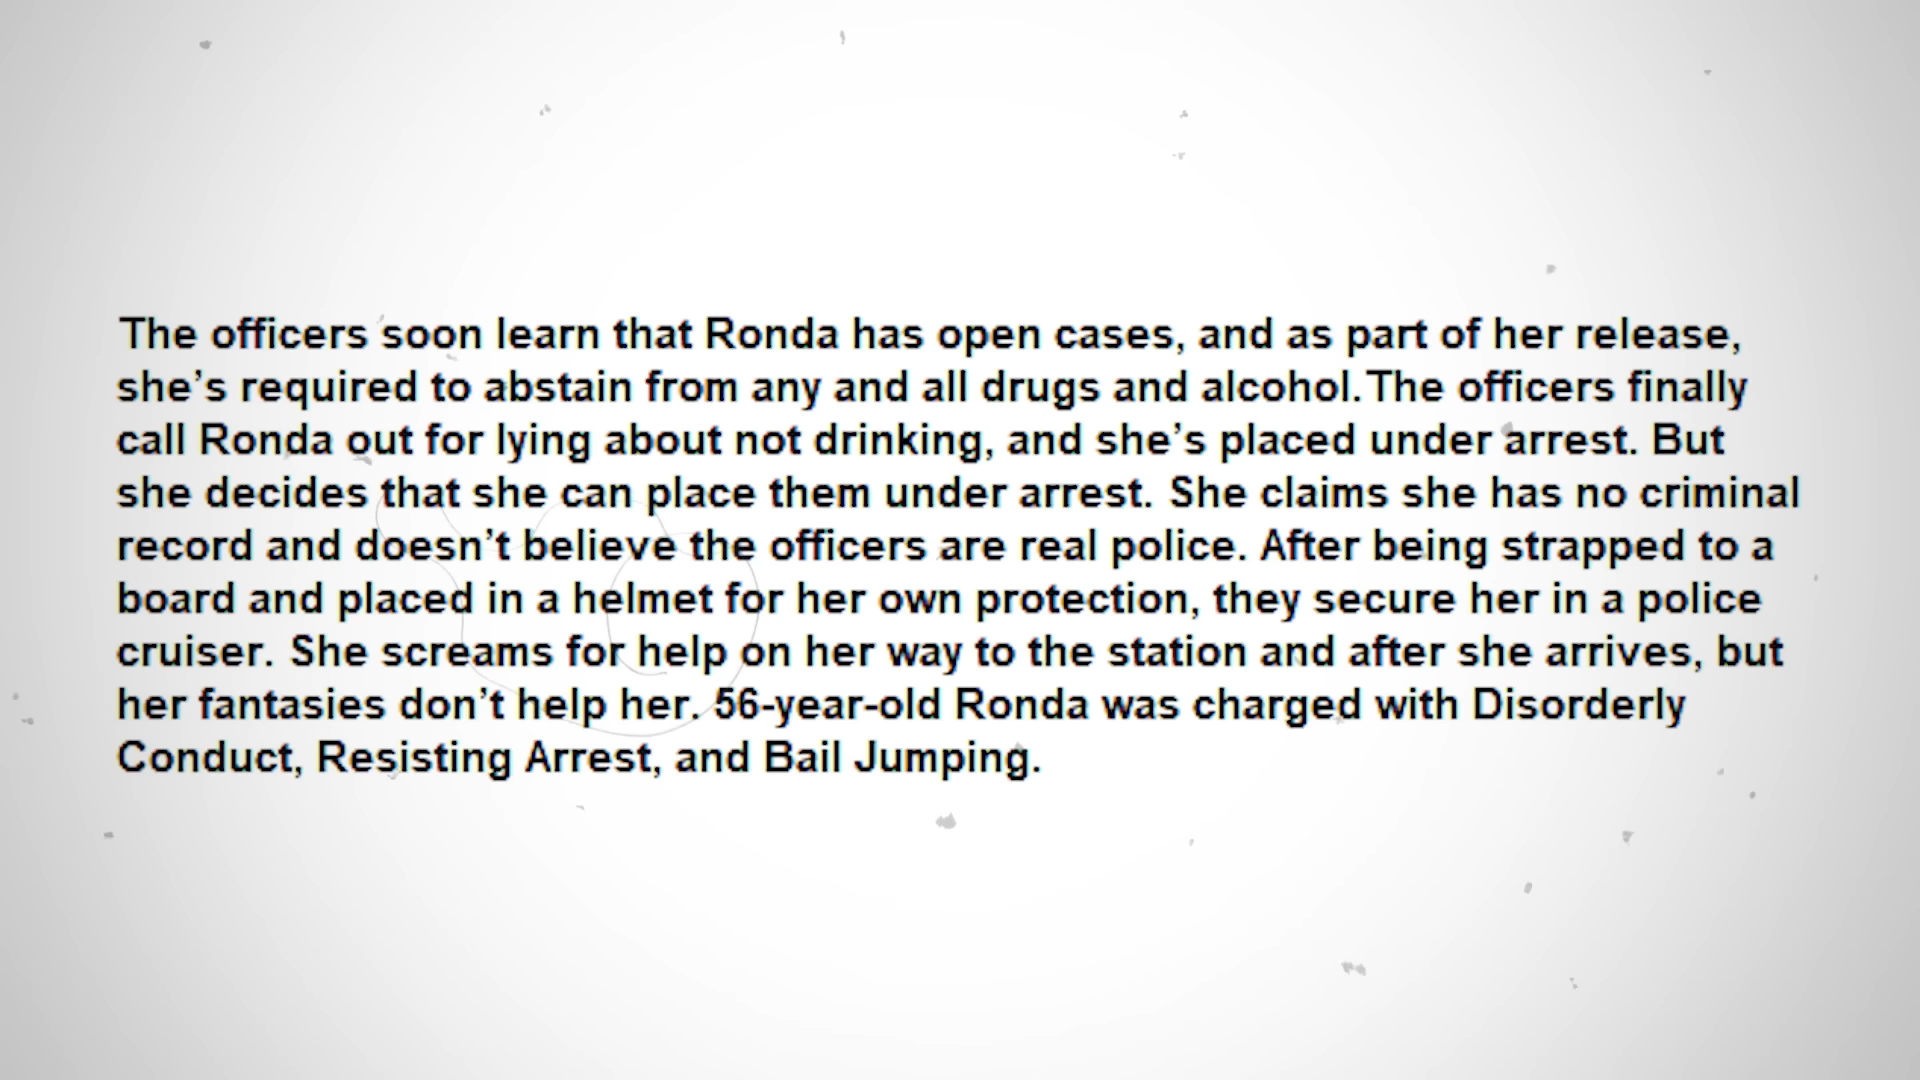 The officers soon learn that Ronda has open cases, and as part of her release,
she’s required to abstain from any and all drugs and alcohol.The officers finally
call Ronda out for lying about not drinking, and she’s placed under arrest. But
she decides that she can place them under arrest. She claims she has no criminal
record and doesn’t believe the officers are real police. After being strapped to a
board and placed in a helmet for her own protection, they secure her in a police
cruiser. She screams for help on her way to the station and after she arrives, but
her fantasies don’t help her. 56-year-old Ronda was charged with Disorderly
Conduct, Resisting Arrest, and Bail Jumping.